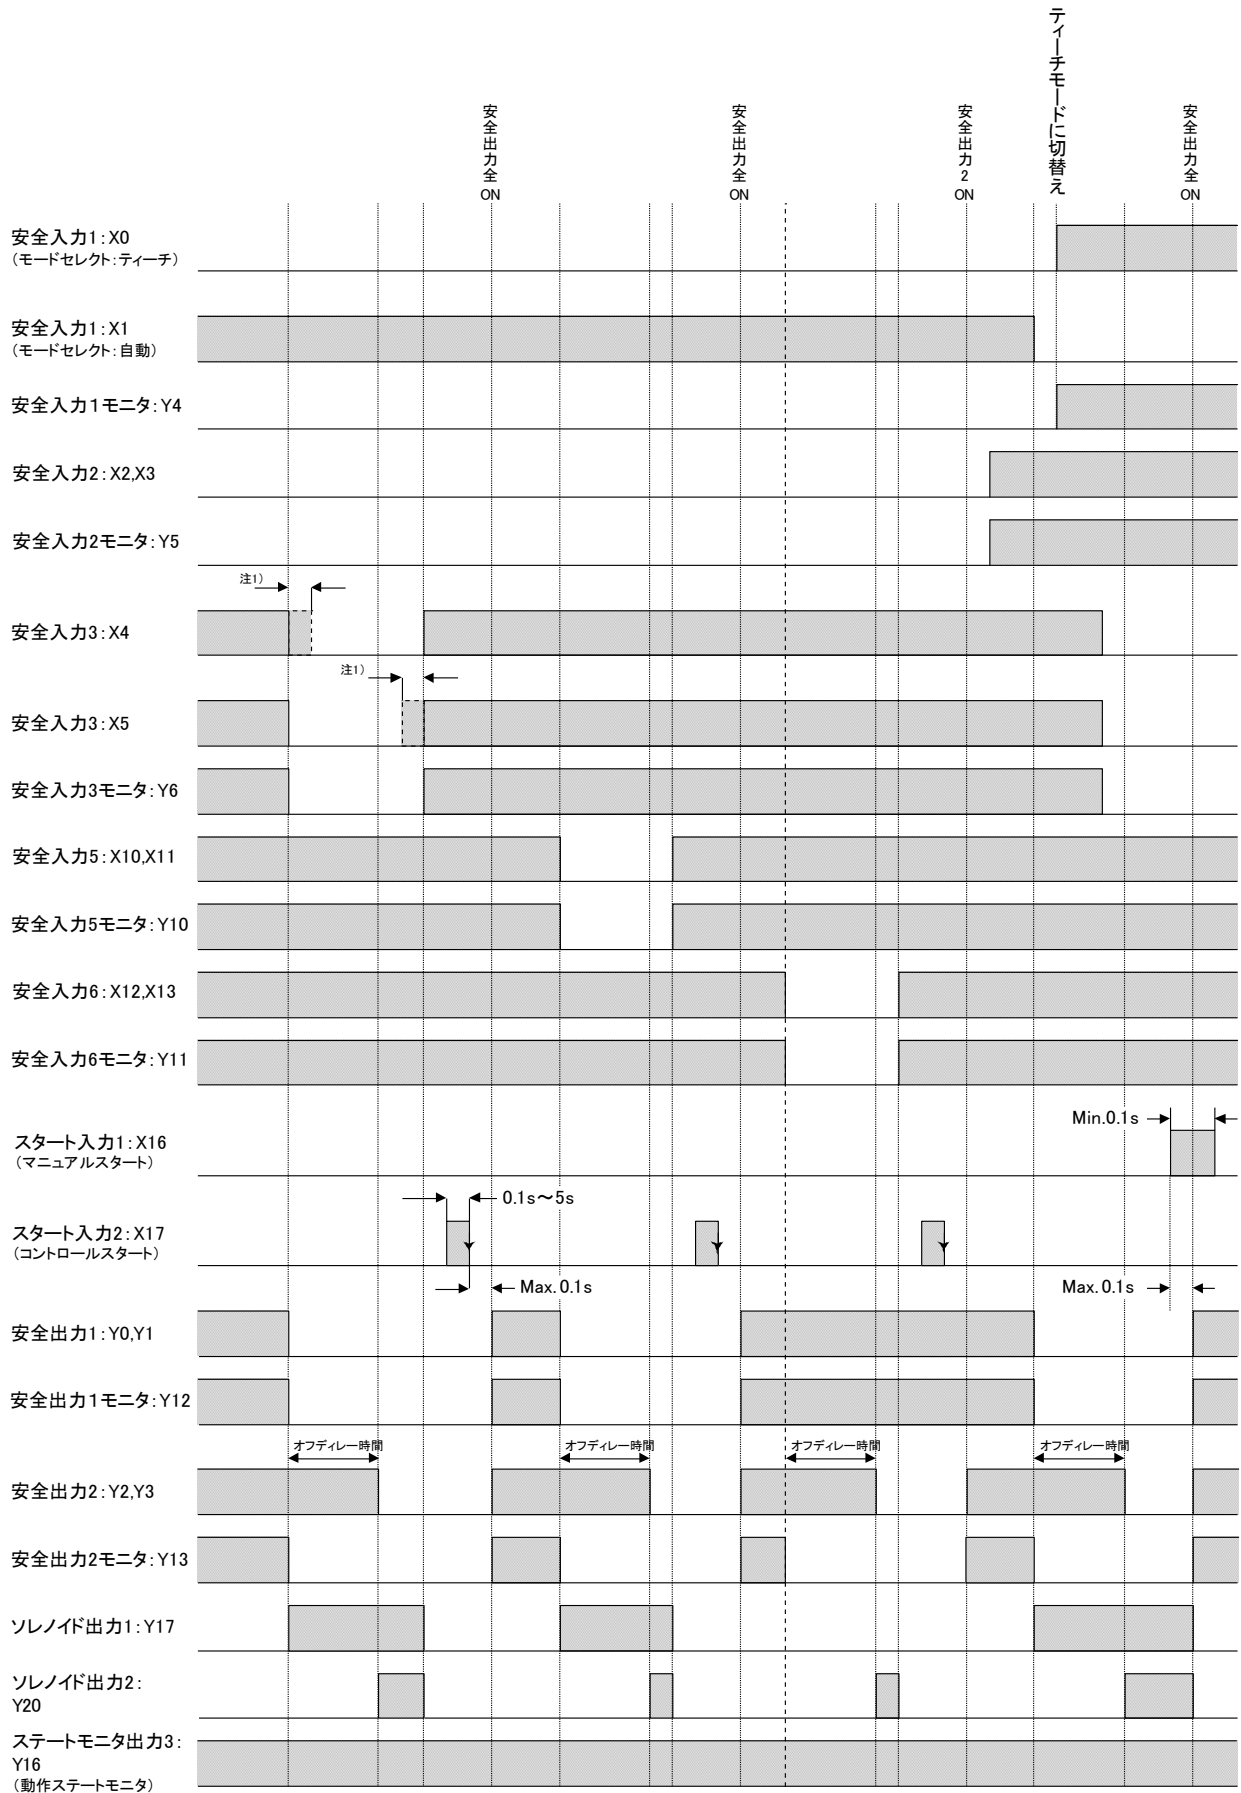 ティーチモードに切替え
安全出力全ON
安全出力全ON
安全出力2ON
安全出力全ON
安全入力1:X0
(モードセレクト:ティーチ)
安全入力1:X1
(モードセレクト:自動)
安全入力1モニタ:Y4
安全入力2:X2,X3
安全入力2モニタ:Y5
注1)
安全入力3:X4
注1)
安全入力3:X5
安全入力3モニタ:Y6
安全入力5:X10,X11
安全入力5モニタ:Y10
安全入力6:X12,X13
安全入力6モニタ:Y11
Min.0.1s
スタート入力1:X16
(マニュアルスタート)
0.1s～5s
スタート入力2:X17
(コントロールスタート)
Max.0.1s
Max.0.1s
安全出力1:Y0,Y1
安全出力1モニタ:Y12
オフディレー時間
オフディレー時間
オフディレー時間
オフディレー時間
安全出力2:Y2,Y3
安全出力2モニタ:Y13
ソレノイド出力1:Y17
ソレノイド出力2:
Y20
ステートモニタ出力3:
Y16
(動作ステートモニタ)